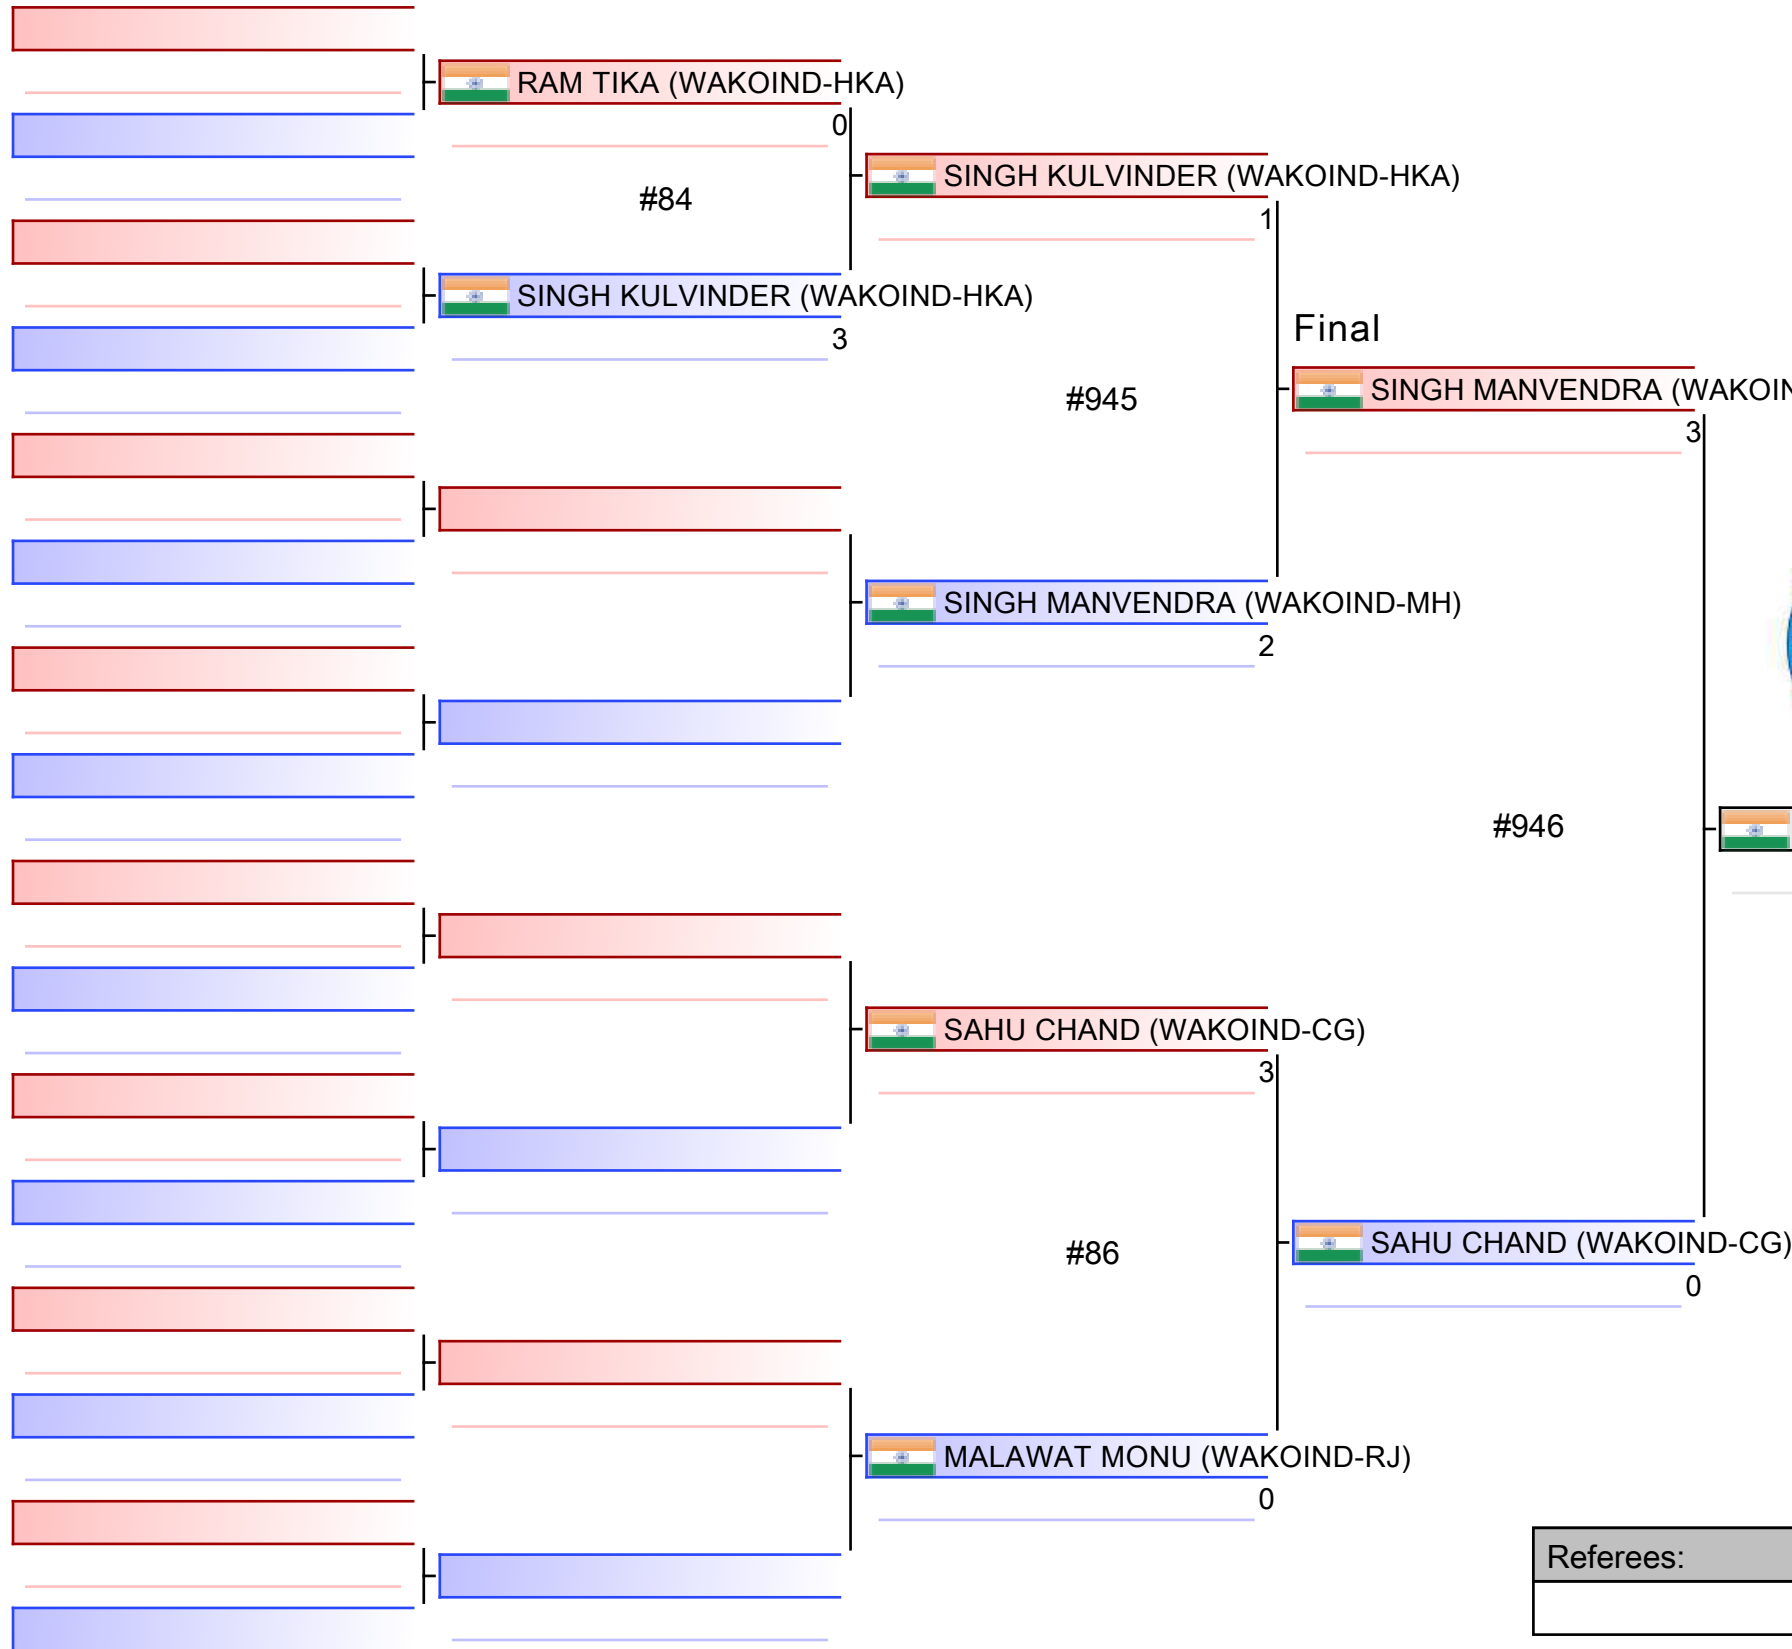 RAM TIKA (WAKOIND-HKA)
0
#84
SINGH KULVINDER (WAKOIND-HKA)
3
SINGH KULVINDER (WAKOIND-HKA)
1
#945
SINGH MANVENDRA (WAKOIND-MH)
2
Final
SINGH MANVENDRA (WAKOIN
3
#946
SAHU CHAND (WAKOIND-CG)
3
#86
MALAWAT MONU (WAKOIND-RJ)
0
SAHU CHAND (WAKOIND-CG)
0
Referees: